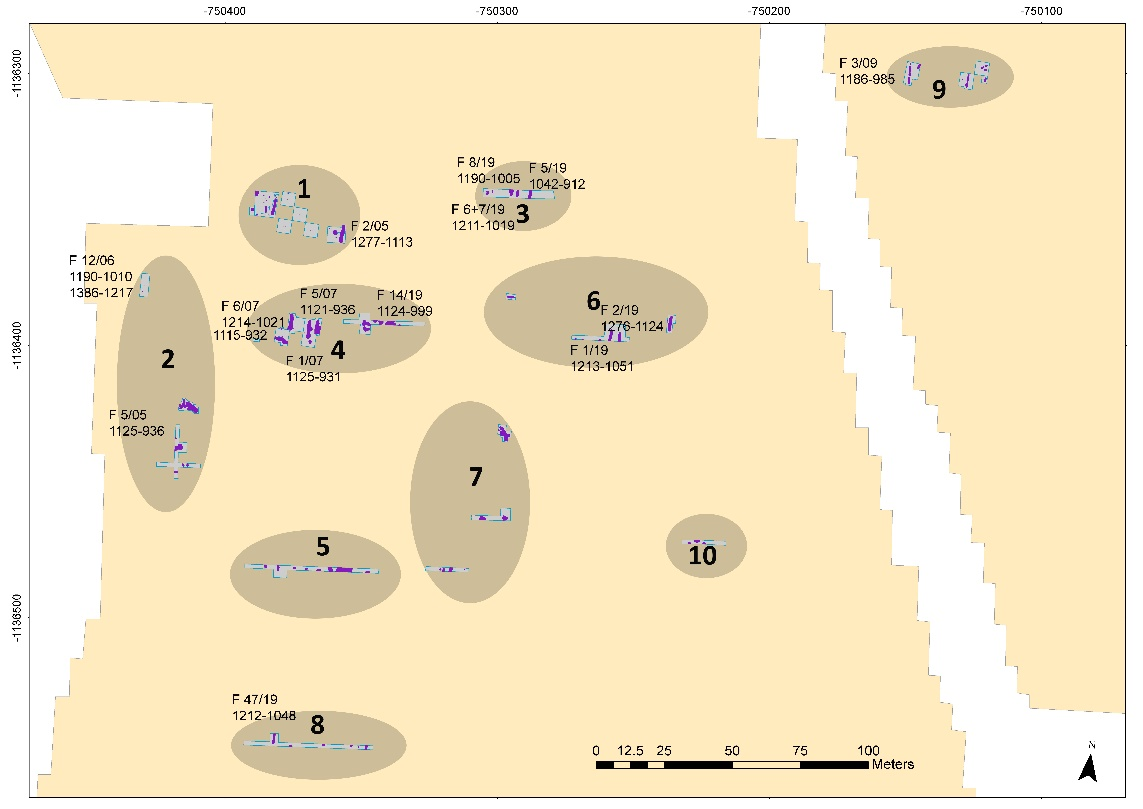 -750400 -750300 -750200 -750100
-1136300
-1136400
-1136500
F 3/09
1186-985
9
1
F 2/05
1277-1113
F 8/19
1190-1005
F 5/19
1042-912
F 6+7/19
1211-1019
3
F 12/06
1190-1010
1386-1217
2
F 5/05
1125-936
F 6/07
1214-1021
1115-932
F 5/07
1121-936
F 14/19
1124-999
4
F 1/07
1125-931
6
F 2/19
1276-1124
F 1/19
1213-1051
7
5
10
F 47/19
1212-1048
8
0 12.5 25 50 75 100
Meters
N